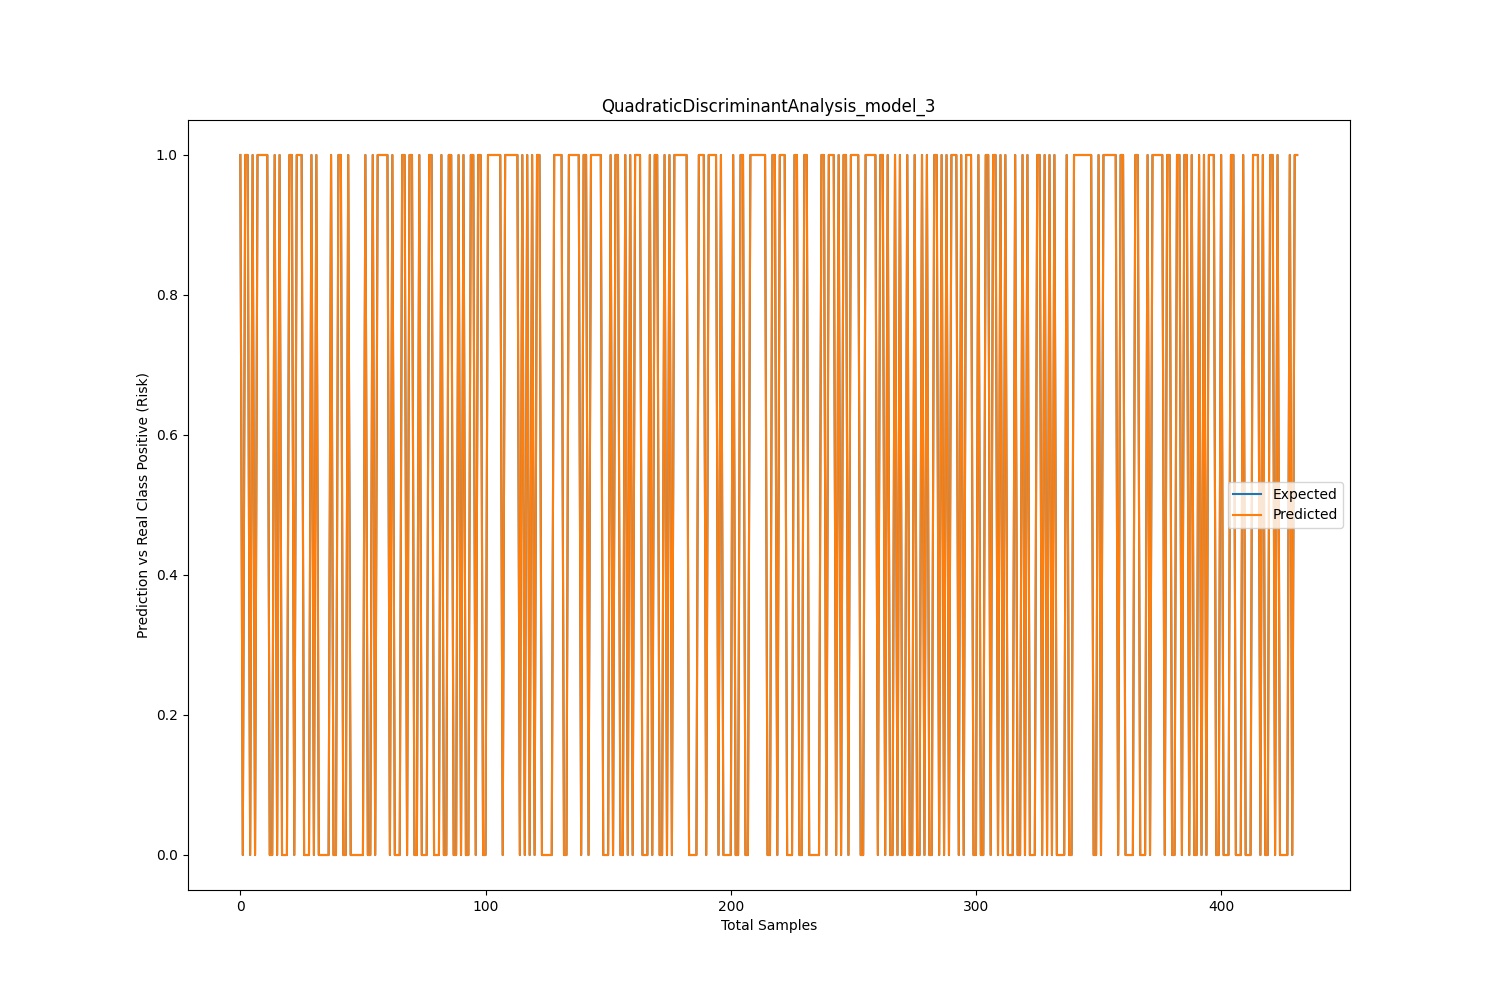 QuadraticDiscriminantAnalysis_model_3
1.0
0.8
0.6
0.4
0.2
0.0
Prediction vs Real Class Positive (Risk)
Expected
Predicted
0
100
200
300
400
Total Samples